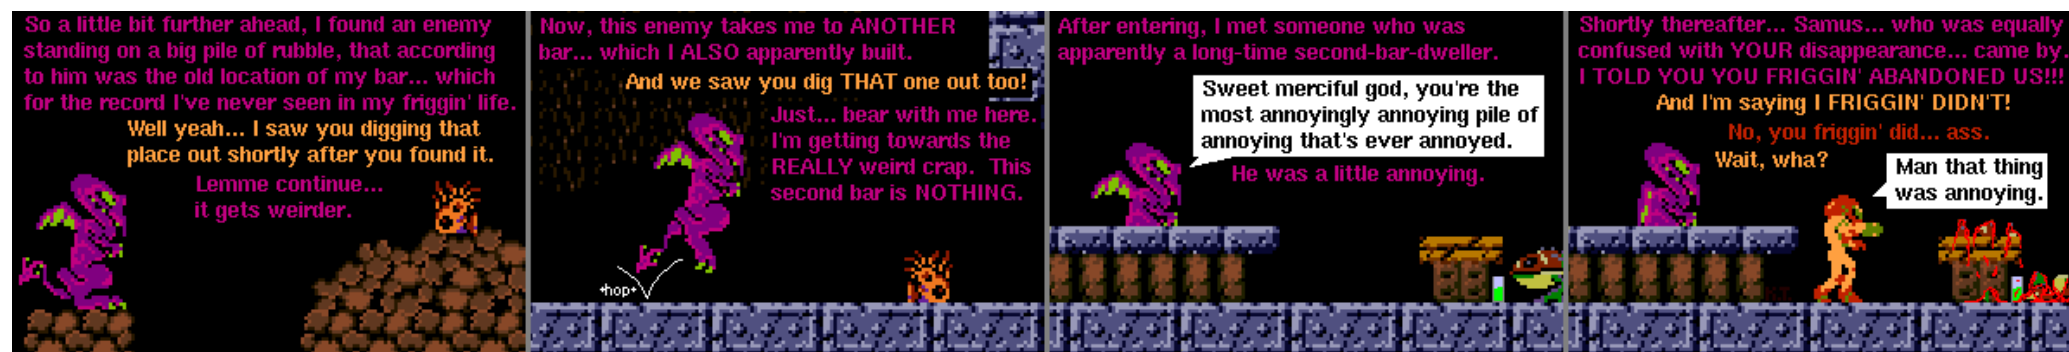 So a little bit further ahead, I found an enemy
standing on a big pile of rubble, that according
to him was the old location of my bar... which
for the record I've never seen in my friggin' life.
Well yeah... I saw you digging that
place out shortly after you found it.
Lemme continue...
it gets weirder.
Now, this enemy takes me to ANOTHER
bar... which I ALSO apparently built.
And we saw you dig THAT one out too!
Just... bear with me here.
I'm getting towards the
REALLY weird crap. This
second bar is NOTHING.
*hop*
After entering, I met someone who was
apparently a long-time second-bar-dweller.
Sweet merciful god, you're the
most annoyingly annoying pile of
annoying that's ever annoyed.
He was a little annoying.
Shortly thereafter... Samus... who was equally
confused with YOUR disappearance... came by.
I TOLD YOU YOU FRIGGIN' ABANDONED US!!!
And I'm saying I FRIGGIN' DIDN'T!
No, you friggin' did... ass.
Wait, wha?
Man that thing
was annoying.